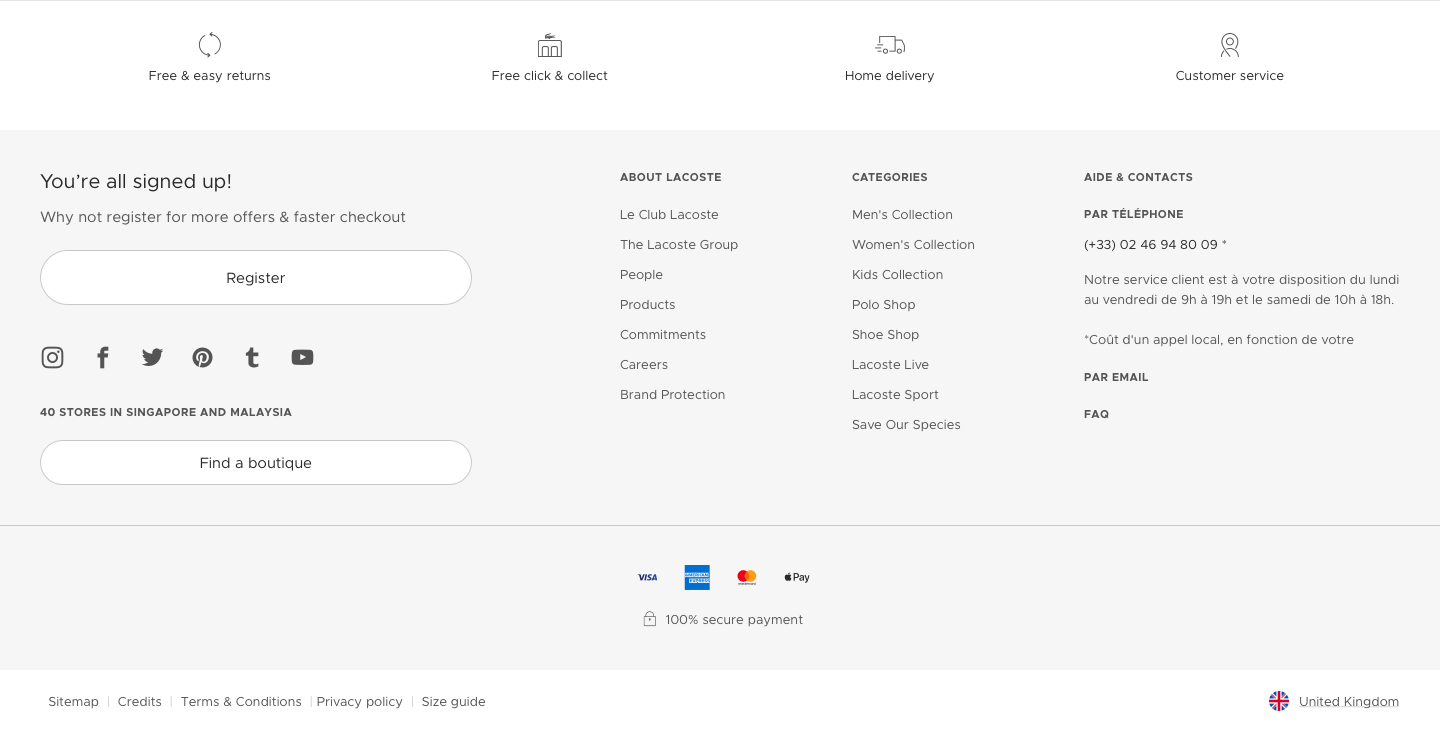 Free & easy returns
Free click & collect
Home delivery
Customer service
You’re all signed up!
Why not register for more offers & faster checkout
Register
40 STORES IN SINGAPORE AND MALAYSIA
Find a boutique
ABOUT LACOSTE
Le Club Lacoste
The Lacoste Group
People
Products
Commitments
Careers
Brand Protection
CATEGORIES
Men's Collection
Women's Collection
Kids Collection
Polo Shop
Shoe Shop
Lacoste Live
Lacoste Sport
Save Our Species
AIDE & CONTACTS
PAR TÉLÉPHONE
(+33) 02 46 94 80 09 *
Notre service client est à votre disposition du lundi
au vendredi de 9h à 19h et le samedi de 10h à 18h.
*Coût d'un appel local, en fonction de votre
PAR EMAIL
FAQ
VISA
AMERICAN EXPRESS
mastercard
Pay
100% secure payment
Sitemap
Credits
Terms & Conditions
Privacy policy
Size guide
United Kingdom